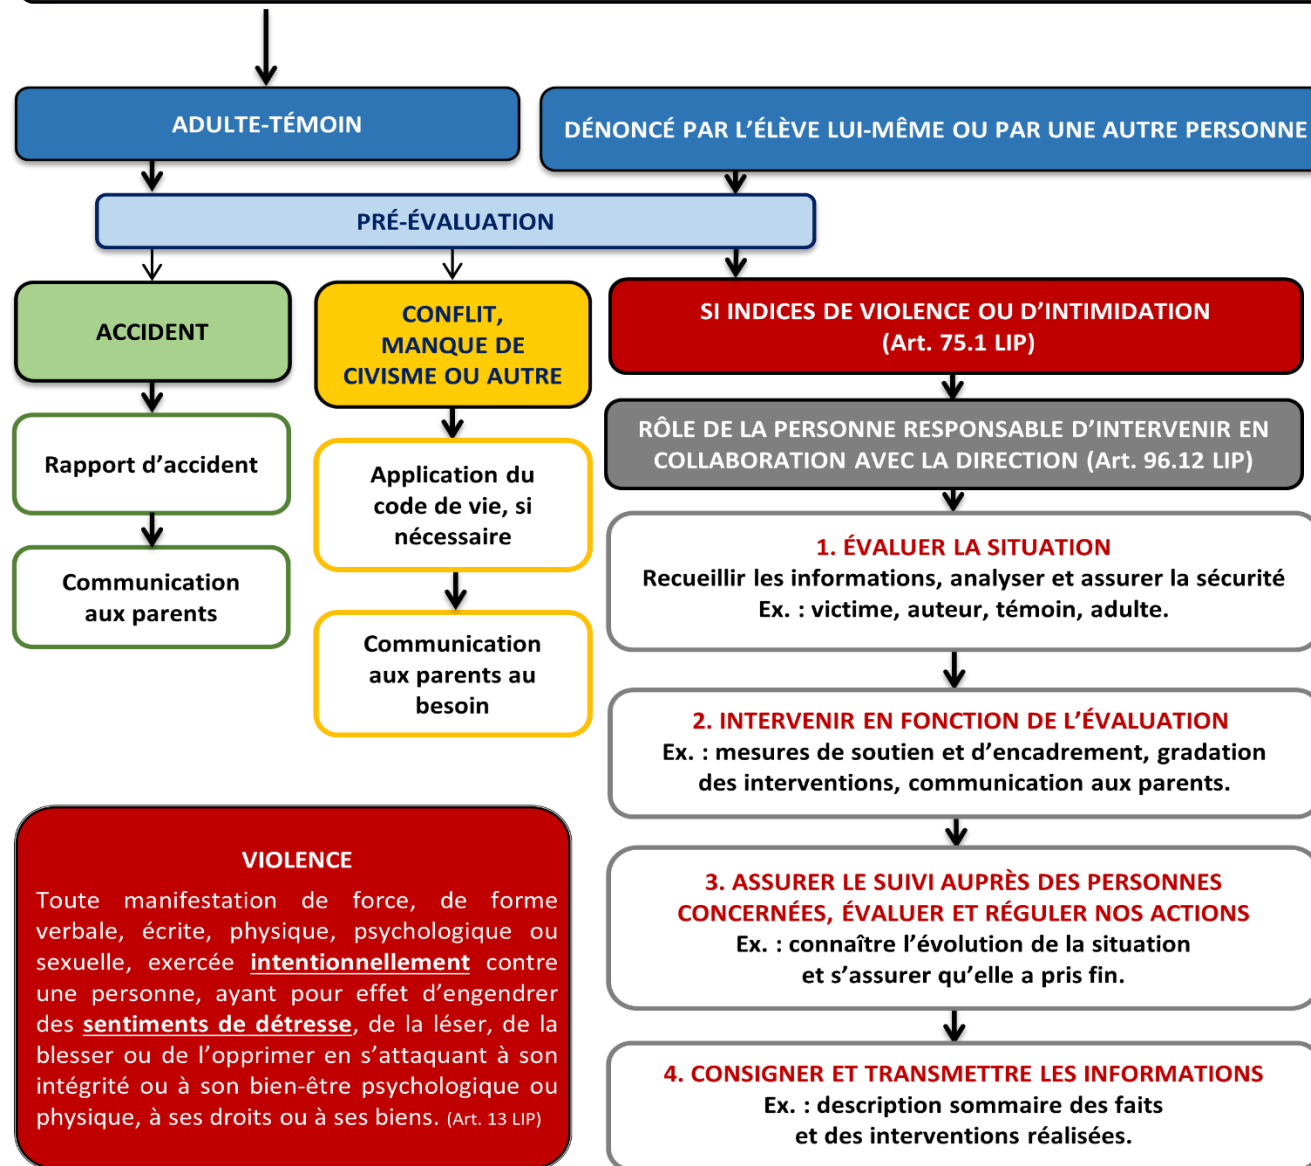 ADULTE-TÉMOIN
DÉNONCÉ PAR L'ÉLÈVE LUI-MÊME OU PAR UNE AUTRE PERSONNE
PRÉ-ÉVALUATION
ACCIDENT
Rapport d'accident
Communication
aux parents
CONFLIT,
MANQUE DE
CIVISME OU AUTRE
Application du
code de vie, si
nécessaire
Communication
aux parents au
besoin
SI INDICES DE VIOLENCE OU D'INTIMIDATION
(Art. 75.1 LIP)
RÔLE DE LA PERSONNE RESPONSABLE D'INTERVENIR EN
COLLABORATION AVEC LA DIRECTION (Art. 96.12 LIP)
1. ÉVALUER LA SITUATION
Recueillir les informations, analyser et assurer la sécurité
Ex. : victime, auteur, témoin, adulte.
2. INTERVENIR EN FONCTION DE L'ÉVALUATION
Ex. : mesures de soutien et d'encadrement, gradation
des interventions, communication aux parents.
3. ASSURER LE SUIVI AUPRÈS DES PERSONNES
CONCERNÉES, ÉVALUER ET RÉGULER NOS ACTIONS
Ex. : connaître l'évolution de la situation
et s'assurer qu'elle a pris fin.
4. CONSIGNER ET TRANSMETTRE LES INFORMATIONS
Ex. : description sommaire des faits
et des interventions réalisées.
VIOLENCE
Toute manifestation de force, de forme
verbale, écrite, physique, psychologique ou
sexuelle, exercée intentionnellement contre
une personne, ayant pour effet d'engendrer
des sentiments de détresse, de la léser, de la
blesser ou de l'opprimer en s'attaquant à son
intégrité ou à son bien-être psychologique ou
physique, à ses droits ou à ses biens. (Art. 13 LIP)